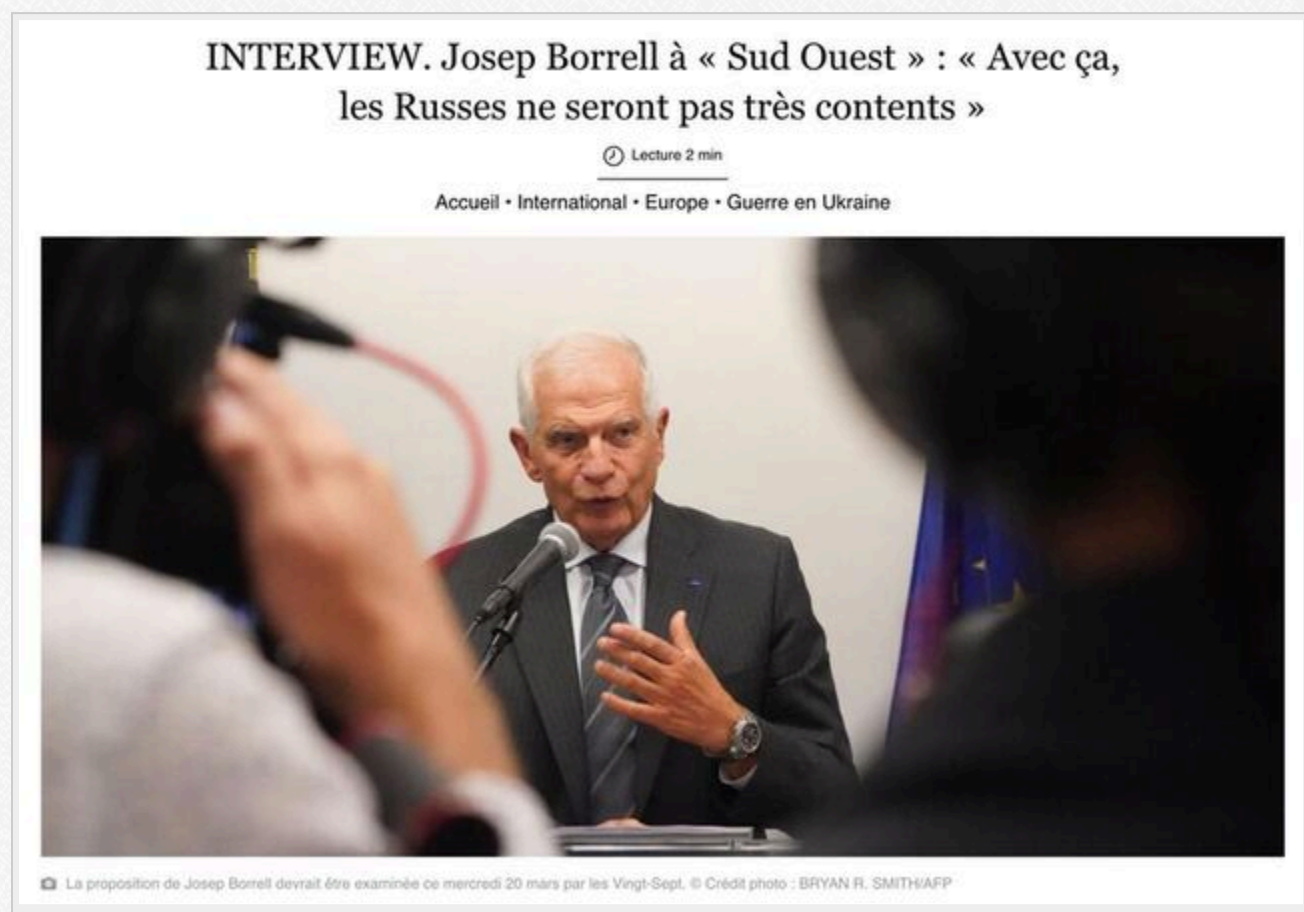 INTERVIEW. Josep Borrell à « Sud Ouest » : « Avec ça,
les Russes ne seront pas très contents »
Lecture 2 min
Accueil • International • Europe • Guerre en Ukraine
La proposition de Josep Borrell devrait être examinée ce mercredi 20 mars par les Vingt-Sept. © Crédit photo : BRYAN R. SMITH/AFP